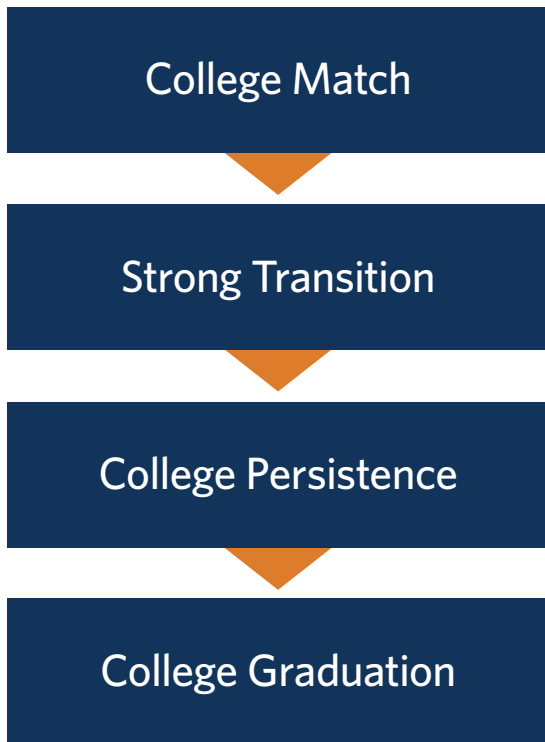 College Match
Strong Transition
College Persistence
College Graduation